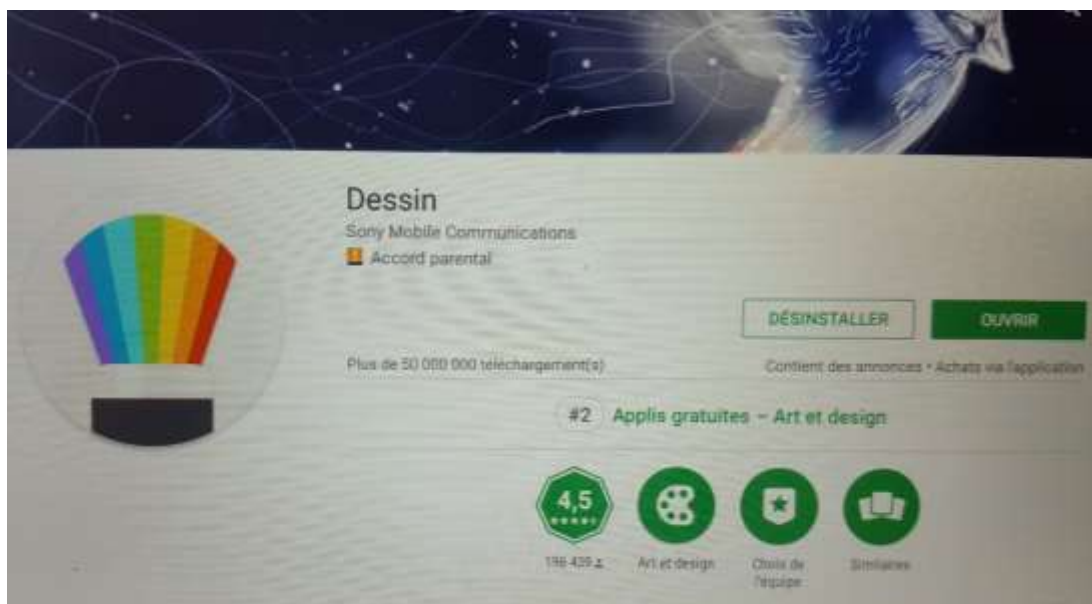 Dessin
Sony Mobile Communications
Accord parental
DÉSINSTALLER
OUVRIR
Plus de 50 000 000 téléchargement(s)
Contient des annonces • Achats via l'application
#2 Applis gratuites – Art et design
4,5
198 439
Art et design
Choix de l'équipe
Similaires